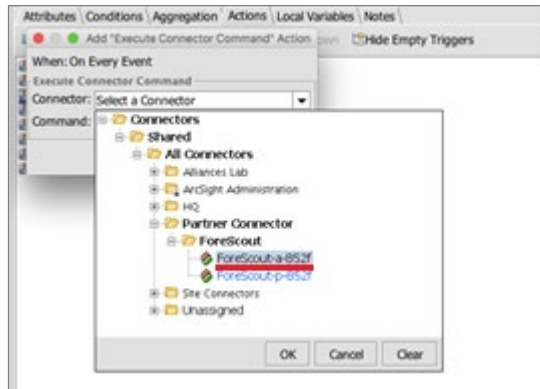 Attributes Conditions Aggregation Actions Local Variables Notes
Add "Execute Connector Command" Action
Hide Empty Triggers
When: On Every Event
Execute Connector Command
Connector: Select a Connector
Command:
Connectors
Shared
All Connectors
Alliances Lab
ArcSight Administration
HQ
Partner Connector
ForeScout
ForeScout-a-852f
ForeScout-p-852f
Site Connectors
Unassigned
OK Cancel Clear